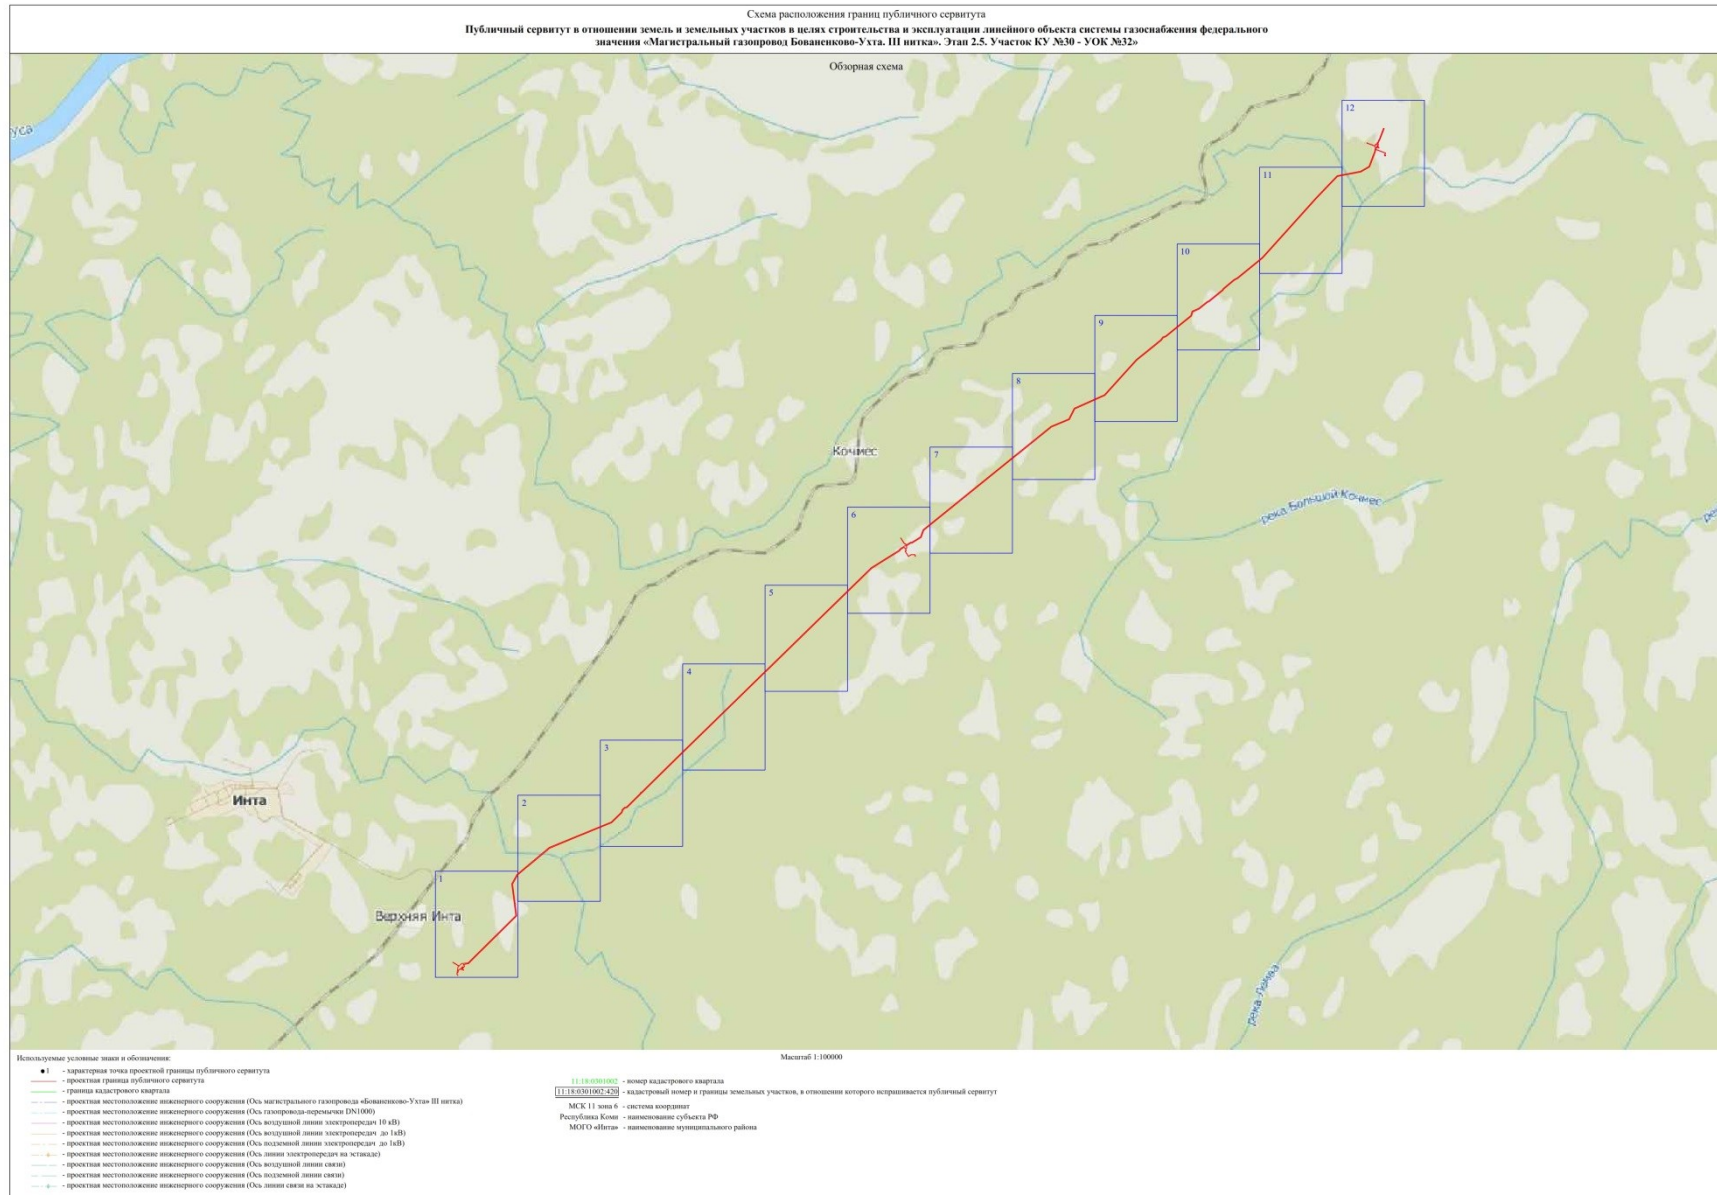 Схема расположения границ публичного сервитута
Публичный сервитут в отношении земель и земельных участков в целях строительства и эксплуатации линейного объекта системы газоснабжения федерального
значения «Магистральный газопровод Бованенково-Ухта. III нитка». Этап 2.5. Участок КУ №30 - УОК №32»
Обзорная схема
Уса
12
11
10
9
8
Кочмес
7
6
река Большой Кочмес
5
4
3
Инта
2
1
Верхняя Инта
река Лемва
Используемые условные знаки и обозначения:
Масштаб 1:100000
1 - характерная точка проектной границы публичного сервитута
- проектная граница публичного сервитута
- граница кадастрового квартала
- проектная местоположение инженерного сооружения (Ось магистрального газопровода «Бованенково-Ухта» III нитка)
- проектная местоположение инженерного сооружения (Ось газопровода-перемычки DN1000)
- проектная местоположение инженерного сооружения (Ось воздушной линии электропередач 10 кВ)
- проектная местоположение инженерного сооружения (Ось воздушной линии электропередач до 1кВ)
- проектная местоположение инженерного сооружения (Ось подземной линии электропередач до 1кВ)
- проектная местоположение инженерного сооружения (Ось линии электропередач на эстакаде)
- проектная местоположение инженерного сооружения (Ось воздушной линии связи)
- проектная местоположение инженерного сооружения (Ось подземной линии связи)
- проектная местоположение инженерного сооружения (Ось линии связи на эстакаде)
11:18:0301002 - номер кадастрового квартала
11:18:0301002:420 - кадастровый номер и границы земельных участков, в отношении которого испрашивается публичный сервитут
МСК 11 зона 6 - система координат
Республика Коми - наименование субъекта РФ
МОГО «Инта» - наименование муниципального района